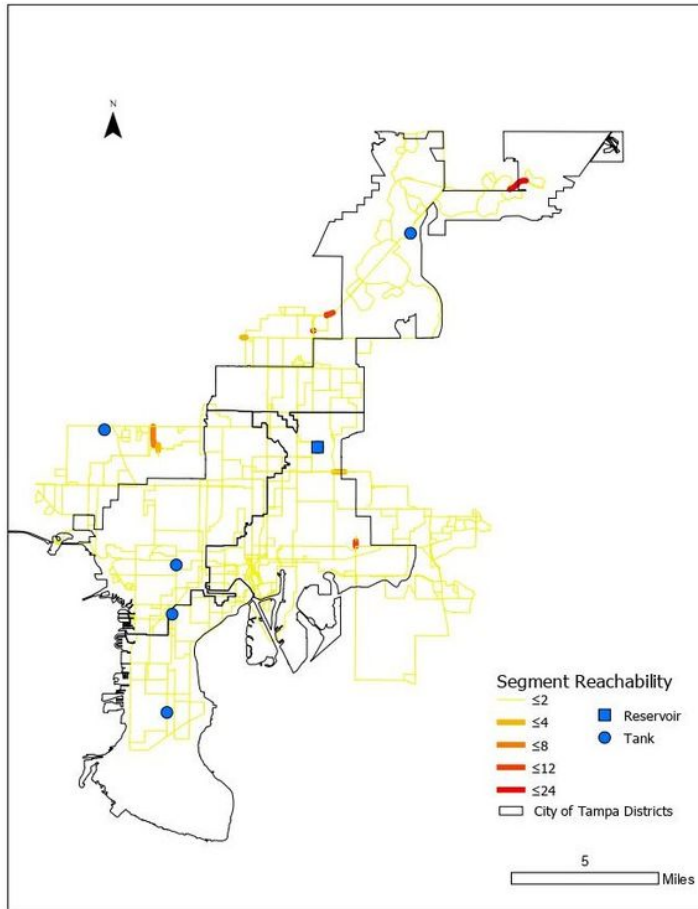 N
Segment Reachability
≤2
≤4
≤8
≤12
≤24
Reservoir
Tank
City of Tampa Districts
5
Miles